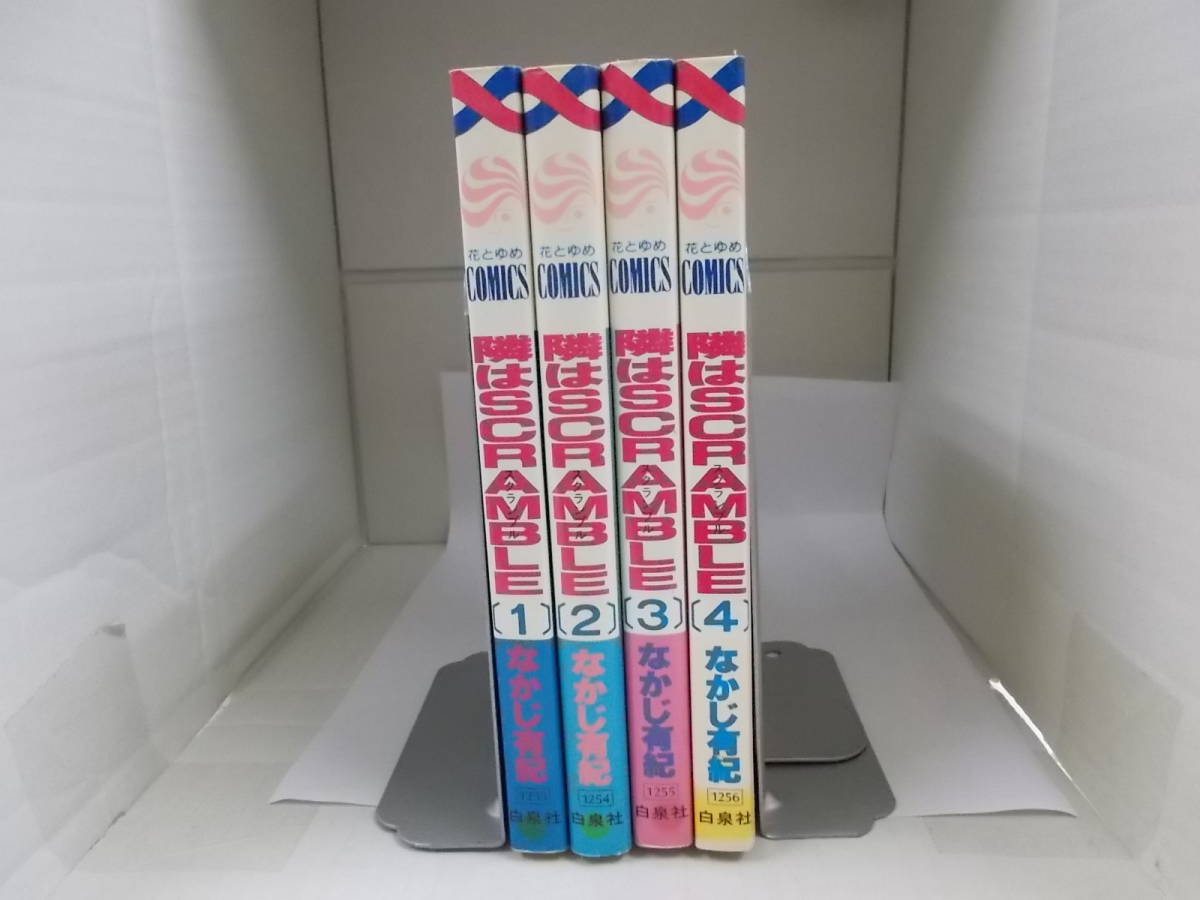 花とゆめ
COMICS
隣はSCRAMBLE
スクランブル
〔1〕
なかじ有紀
1253
白泉社
花とゆめ
COMICS
隣はSCRAMBLE
スクランブル
〔2〕
なかじ有紀
1254
白泉社
花とゆめ
COMICS
隣はSCRAMBLE
スクランブル
〔3〕
なかじ有紀
1255
白泉社
花とゆめ
COMICS
隣はSCRAMBLE
スクランブル
〔4〕
なかじ有紀
1256
白泉社